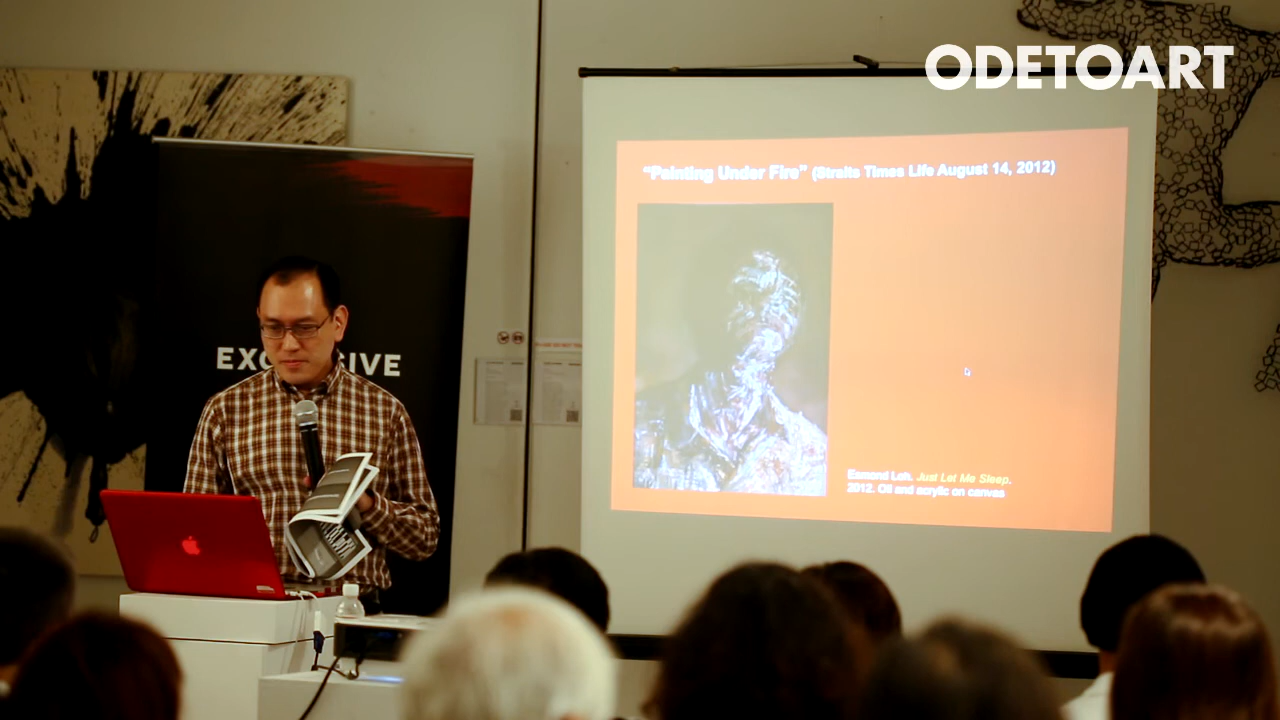 ODETOART
"Painting Under Fire" (Straits Times Life August 14, 2012)
EXC
IVE
Esmond Loh. Just Let Me Sleep.
2012. Oil and acrylic on canvas